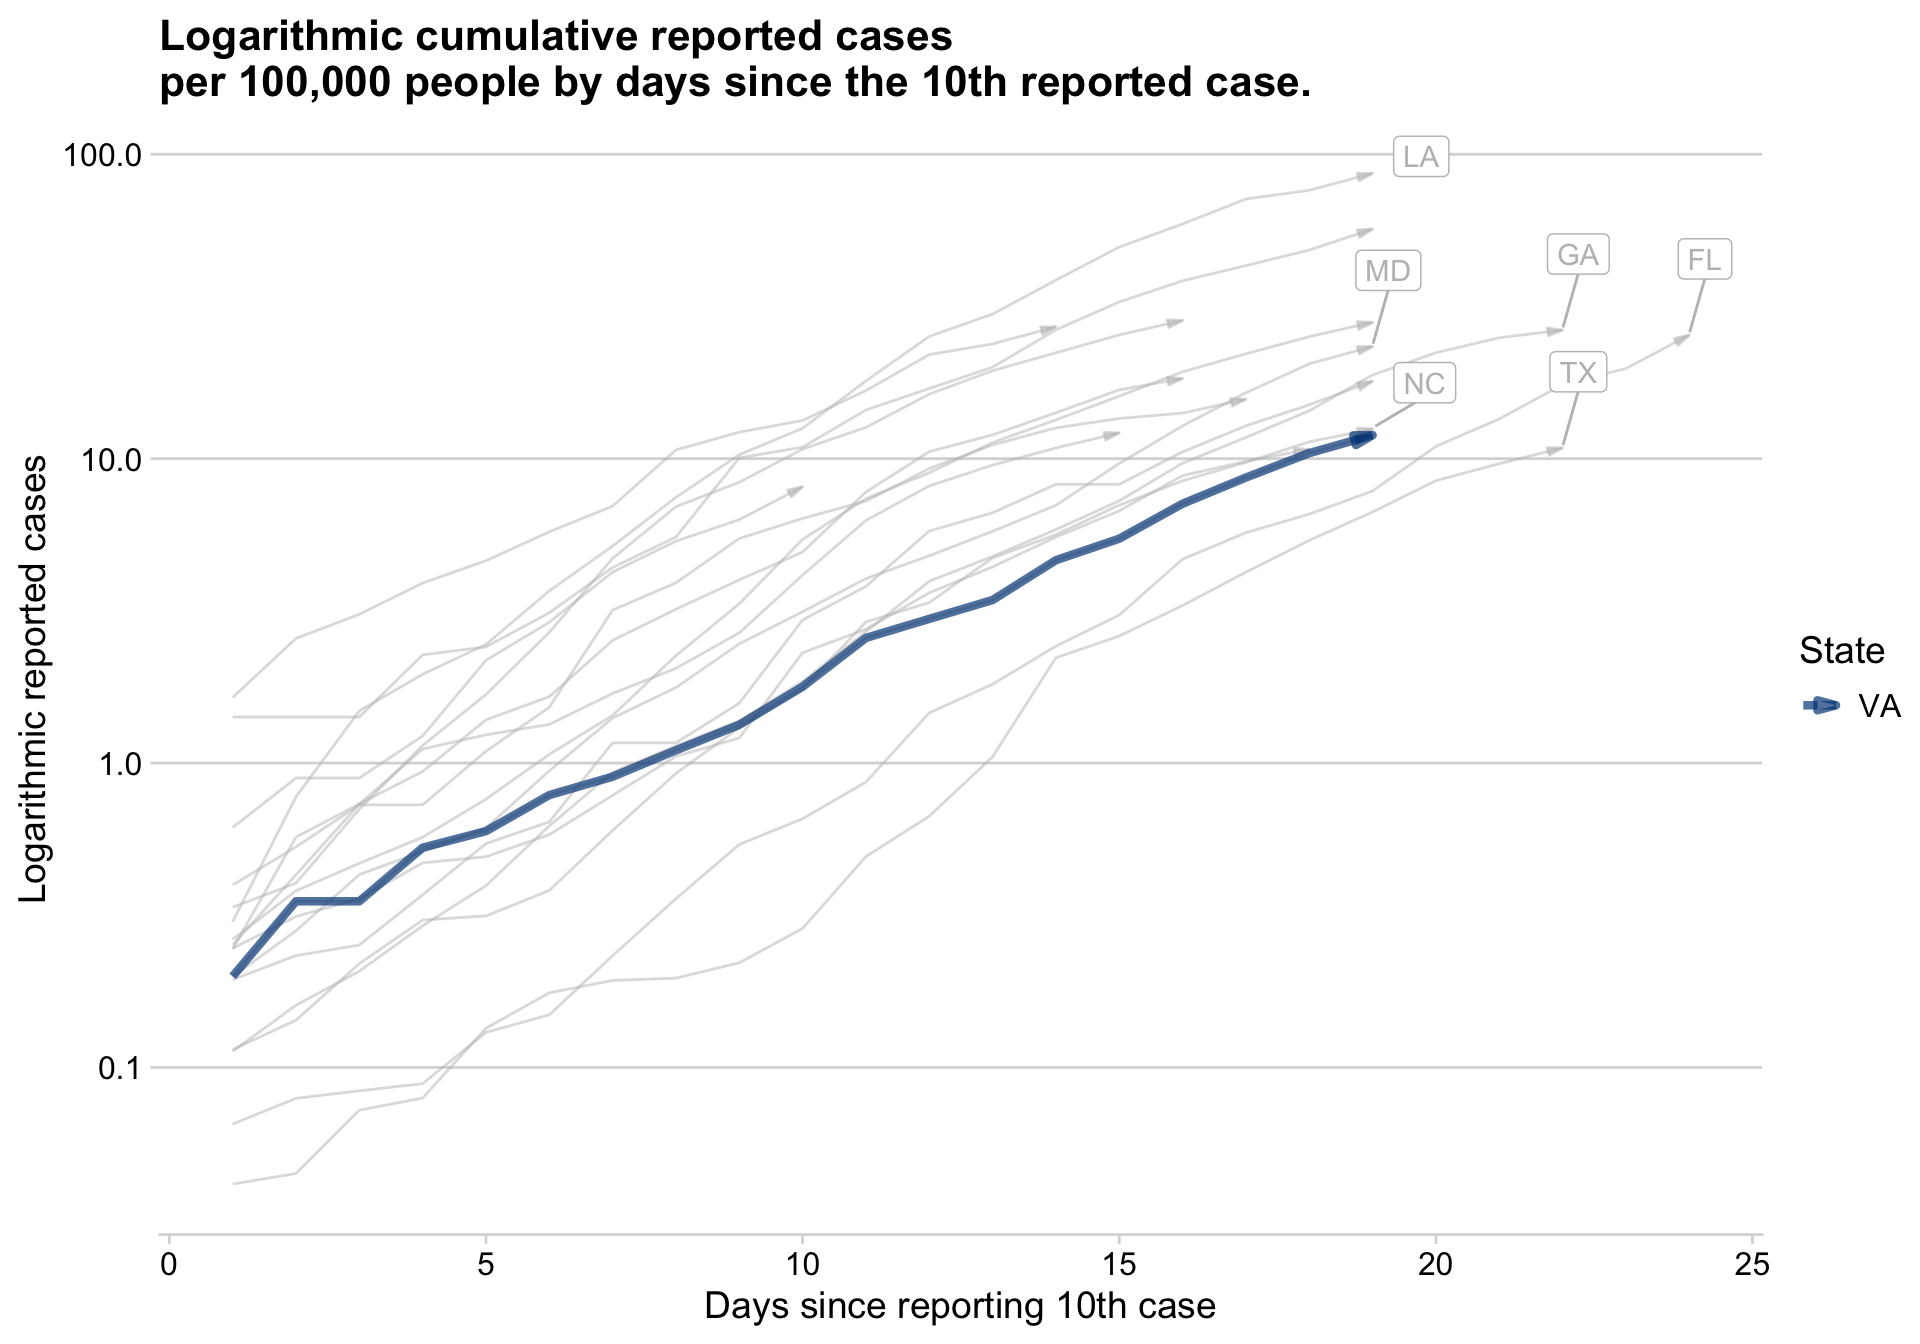 Logarithmic cumulative reported cases
per 100,000 people by days since the 10th reported case.
100.0
10.0
1.0
0.1
Logarithmic reported cases
LA
GA
FL
MD
TX
NC
State
VA
0
5
10
15
20
25
Days since reporting 10th case